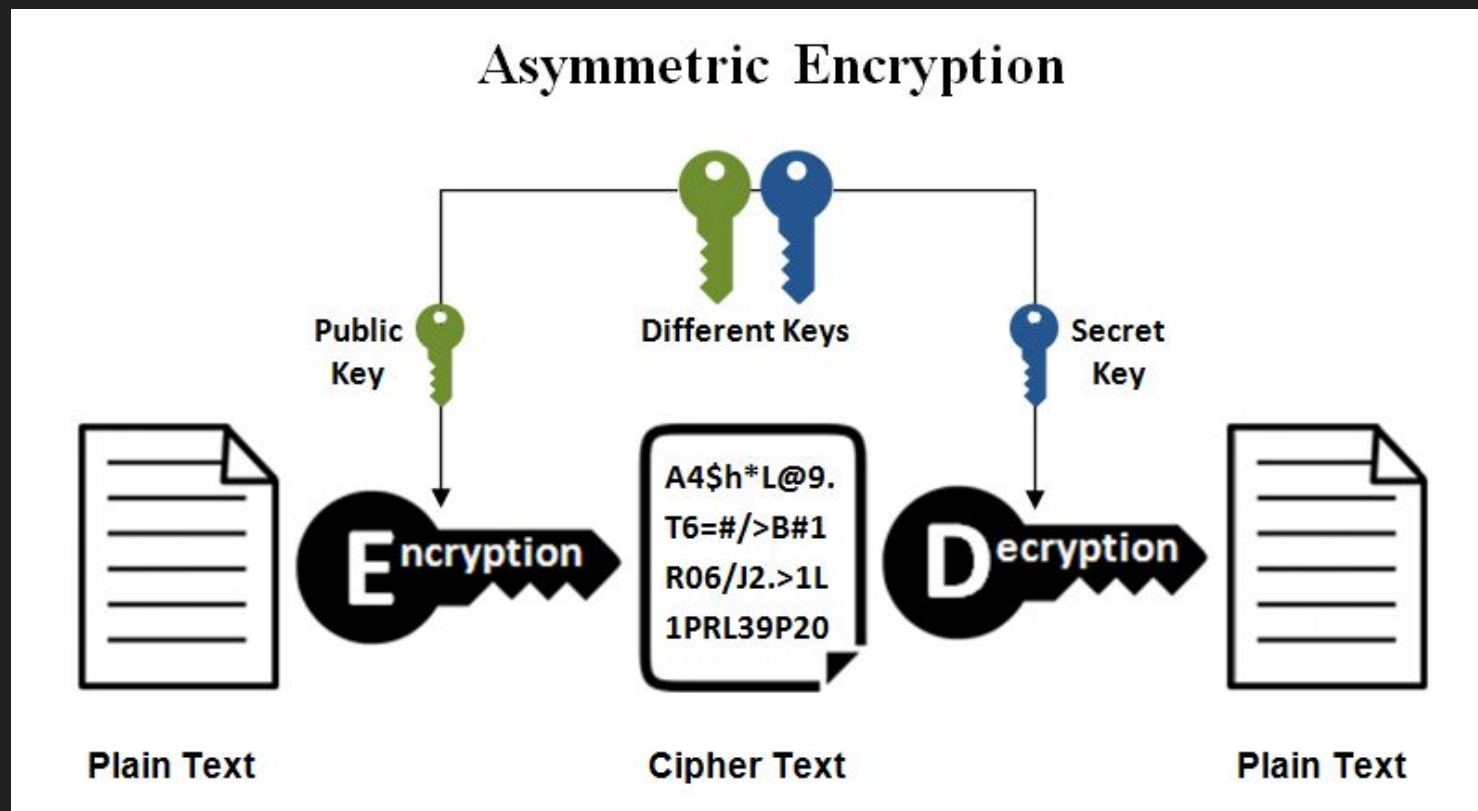 Asymmetric Encryption
Public
Key
Different Keys
Secret
Key
Encryption
A4$h*L@9.
T6=#/>B#1
R06/J2.>1L
1PRL39P20
Decryption
Plain Text
Cipher Text
Plain Text